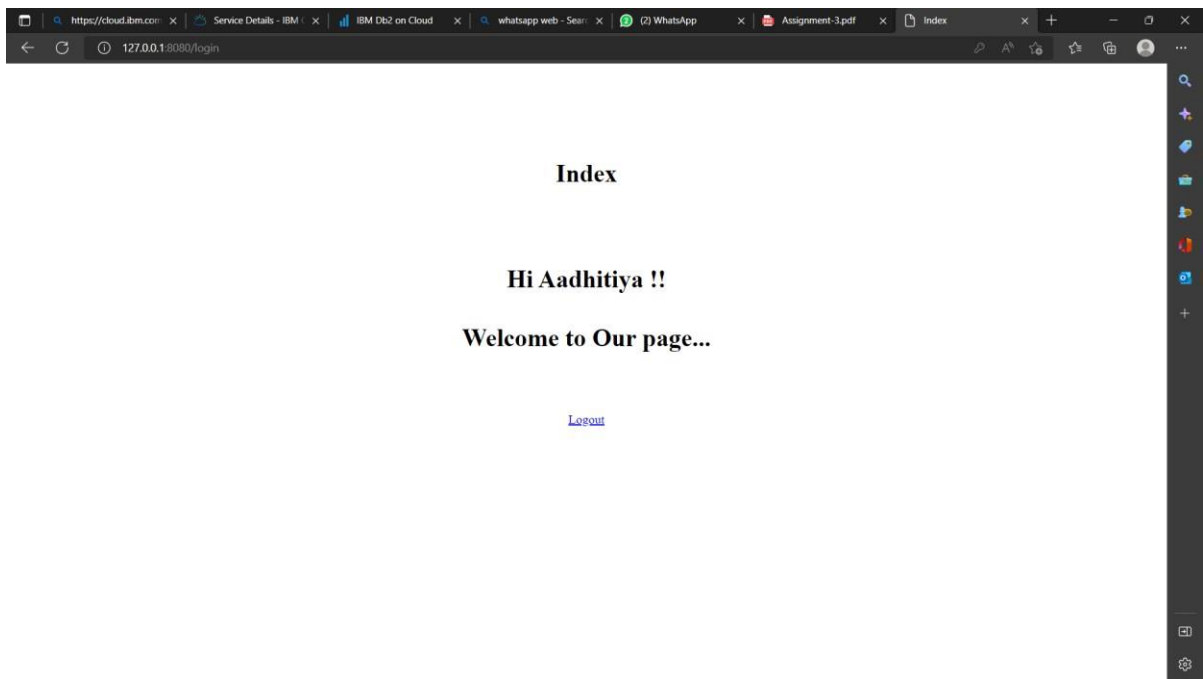 https://cloud.ibm.com
Service Details - IBM C
IBM Db2 on Cloud
whatsapp web - Searc
(2) WhatsApp
Assignment-3.pdf
Index
127.0.0.1:8080/login
Index
Hi Aadhitiya !!
Welcome to Our page...
Logout